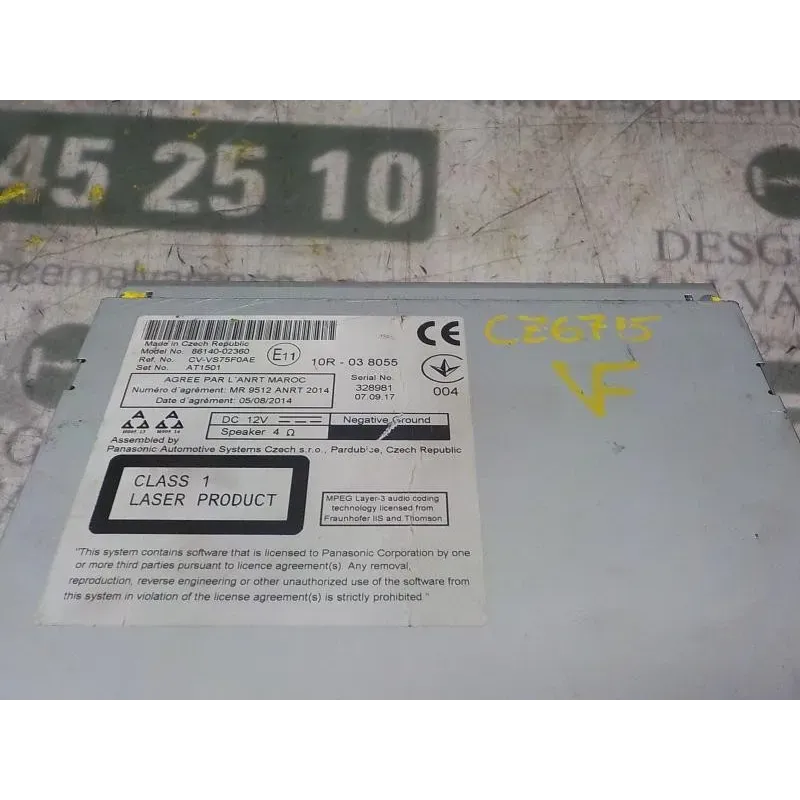 45 25 10
DESG
VA
Made in Czech Republic
Model No. 86140-02360
Ref. No. CV-VS75F0AE
Set No. AT1501
E11
10R - 03 8055
CE
CZ6715
VF
AGREE PAR L'ANRT MAROC
Numéro d'agrément: MR 9512 ANRT 2014
Date d'agrément: 05/08/2014
Serial No.
328981
07.09.17
004
DC 12V
Negative Ground
Speaker 4 Ω
Assembled by
Panasonic Automotive Systems Czech s.r.o., Pardubice, Czech Republic
CLASS 1
LASER PRODUCT
MPEG Layer-3 audio coding
technology licensed from
Fraunhofer IIS and Thomson
"This system contains software that is licensed to Panasonic Corporation by one
or more third parties pursuant to licence agreement(s). Any removal,
reproduction, reverse engineering or other unauthorized use of the software from
this system in violation of the license agreement(s) is strictly prohibited."